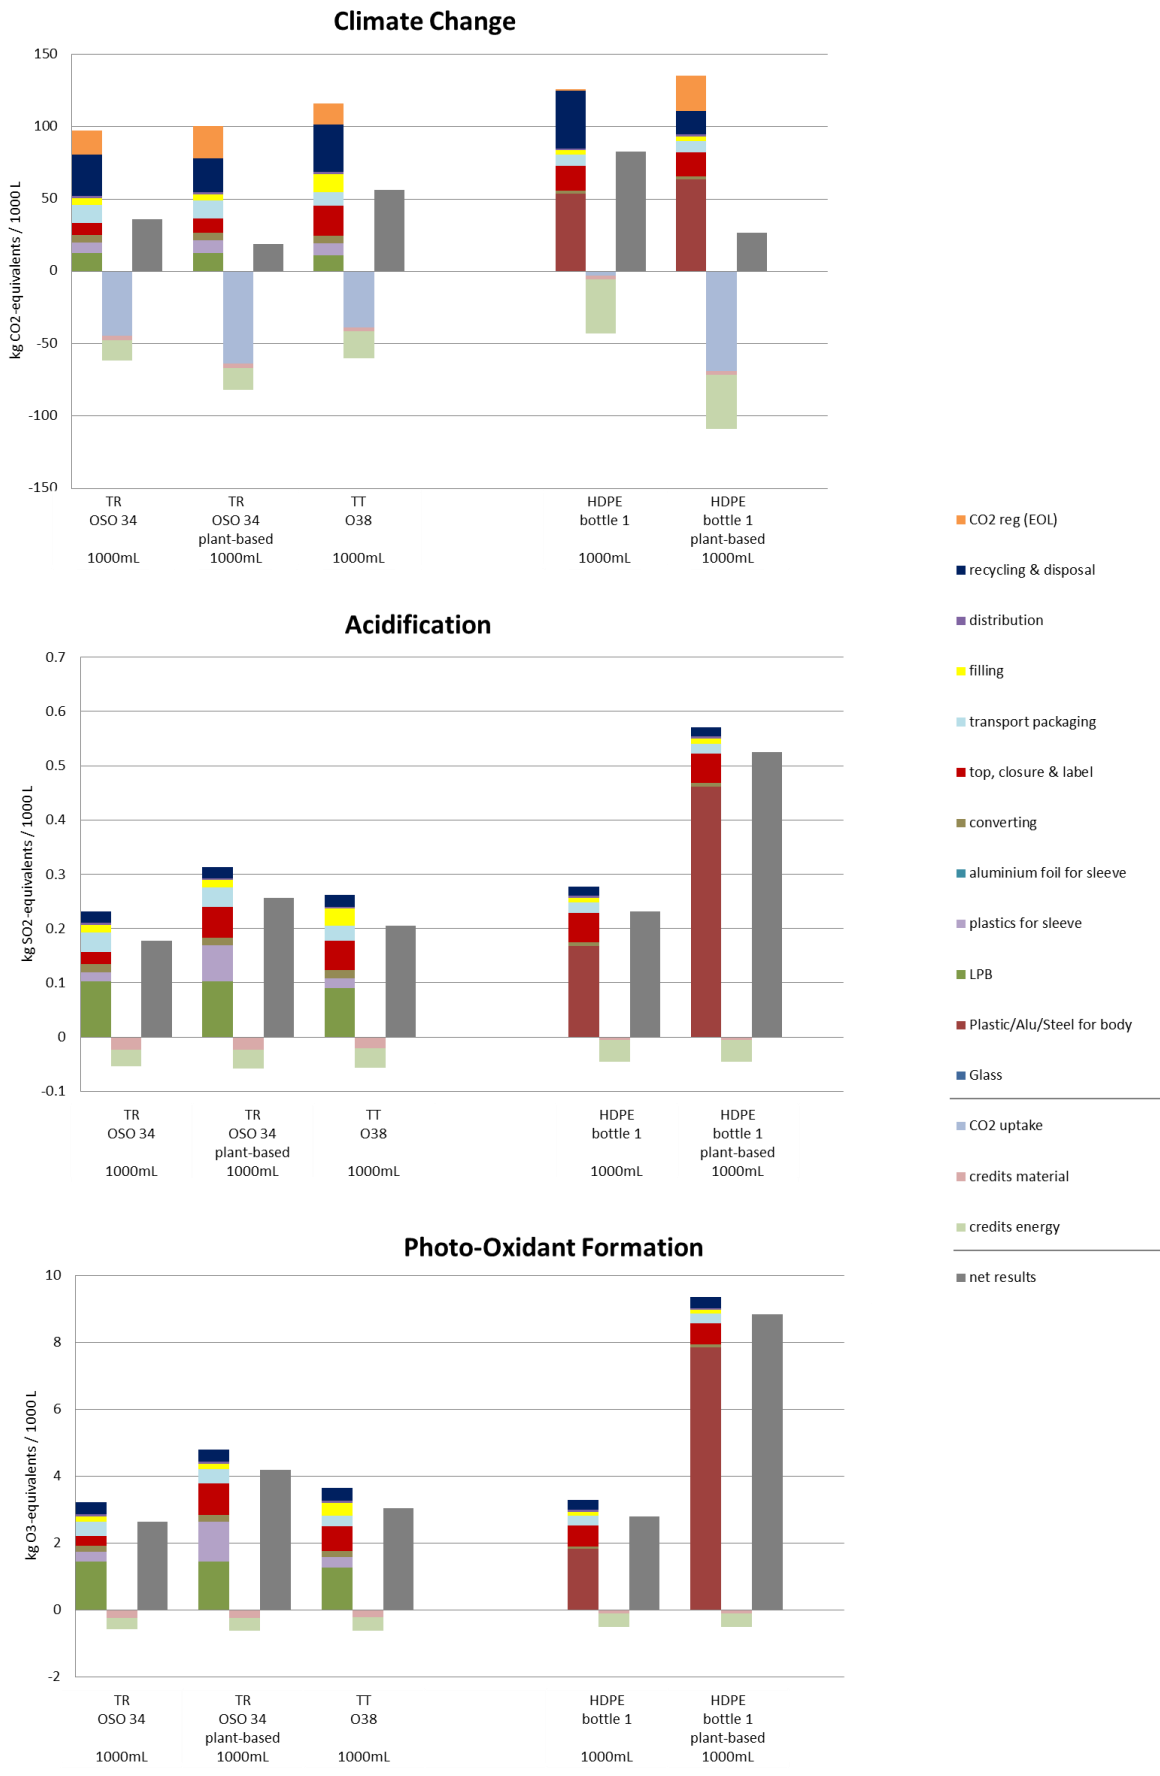 Climate Change
kg CO2-equivalents / 1000 L
150
100
50
0
-50
-100
-150
TR
OSO 34
1000mL
TR
OSO 34
plant-based
1000mL
TT
O38
1000mL
HDPE
bottle 1
1000mL
HDPE
bottle 1
plant-based
1000mL
Acidification
kg SO2-equivalents / 1000 L
0.7
0.6
0.5
0.4
0.3
0.2
0.1
0
-0.1
TR
OSO 34
1000mL
TR
OSO 34
plant-based
1000mL
TT
O38
1000mL
HDPE
bottle 1
1000mL
HDPE
bottle 1
plant-based
1000mL
Photo-Oxidant Formation
kg O3-equivalents / 1000 L
10
8
6
4
2
0
-2
TR
OSO 34
1000mL
TR
OSO 34
plant-based
1000mL
TT
O38
1000mL
HDPE
bottle 1
1000mL
HDPE
bottle 1
plant-based
1000mL
CO2 reg (EOL)
recycling & disposal
distribution
filling
transport packaging
top, closure & label
converting
aluminium foil for sleeve
plastics for sleeve
LPB
Plastic/Alu/Steel for body
Glass
CO2 uptake
credits material
credits energy
net results